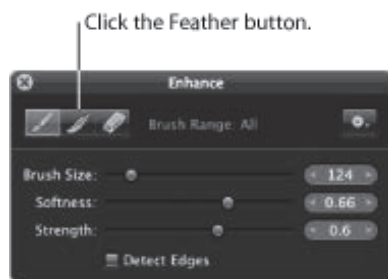 Click the Feather button.
Enhance
Brush Range: All
Brush Size: 124
Softness: 0.66
Strength: 0.6
Detect Edges